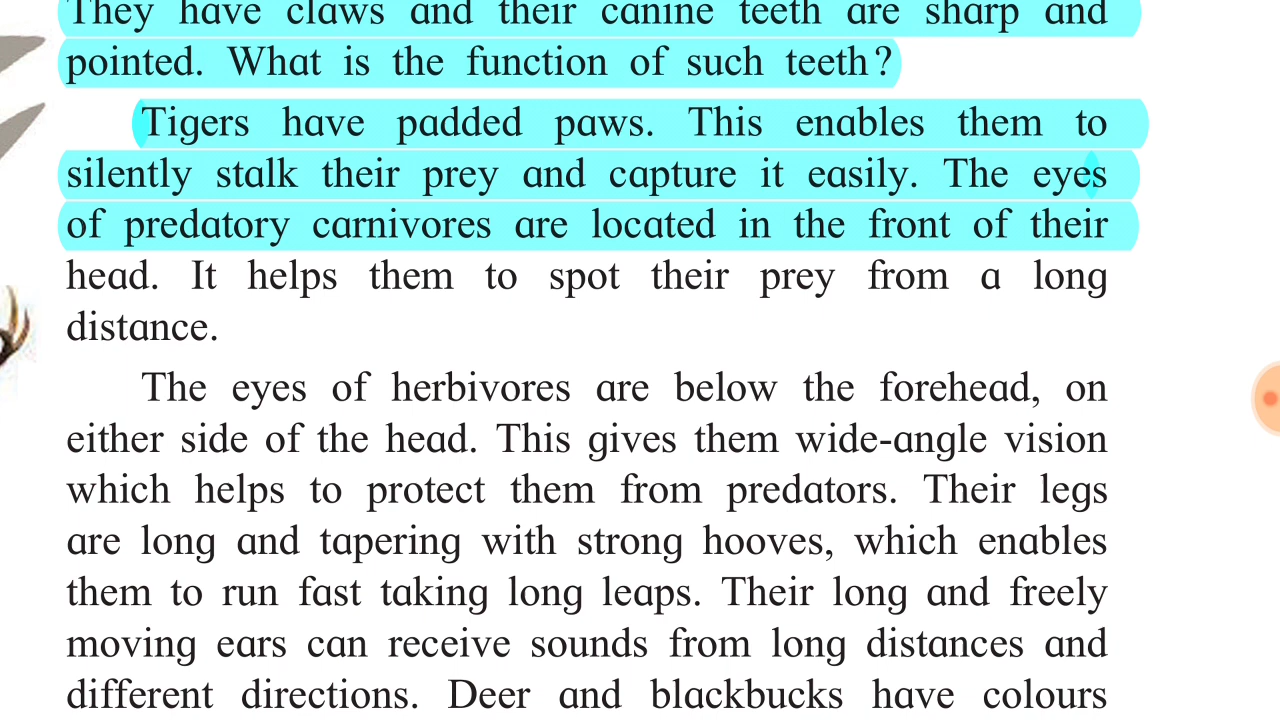 They have claws and their canine teeth are sharp and
pointed. What is the function of such teeth?
Tigers have padded paws. This enables them to
silently stalk their prey and capture it easily. The eyes
of predatory carnivores are located in the front of their
head. It helps them to spot their prey from a long
distance.
The eyes of herbivores are below the forehead, on
either side of the head. This gives them wide-angle vision
which helps to protect them from predators. Their legs
are long and tapering with strong hooves, which enables
them to run fast taking long leaps. Their long and freely
moving ears can receive sounds from long distances and
different directions. Deer and blackbucks have colours